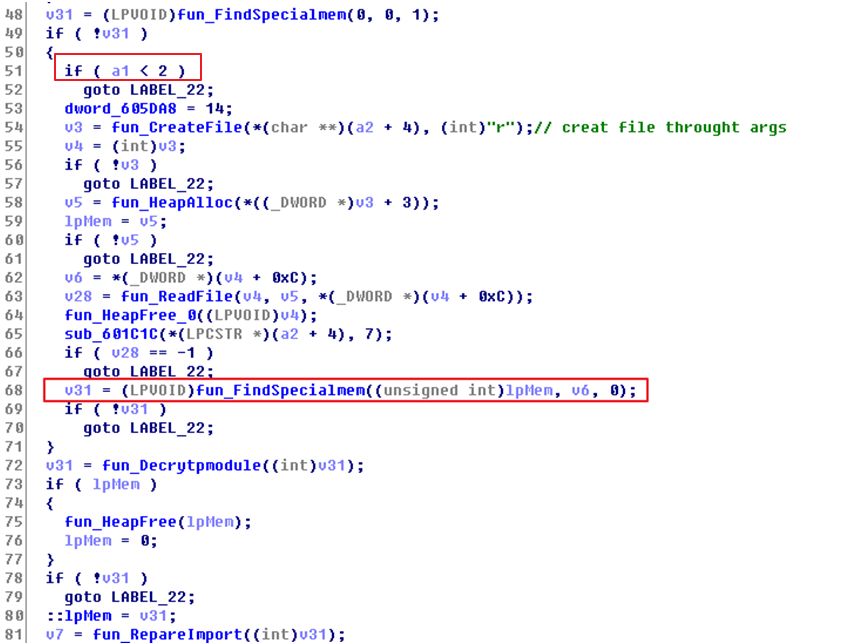 48 v31 = (LPVOID)fun_FindSpecialmem(0, 0, 1);
49 if ( !v31 )
50 {
51 if ( a1 < 2 )
52 goto LABEL_22;
53 dword_605DA8 = 14;
54 v3 = fun_CreateFile(*(char **)(a2 + 4), (int)"r");// creat file throught args
55 v4 = (int)v3;
56 if ( !v3 )
57 goto LABEL_22;
58 v5 = fun_HeapAlloc(*((_DWORD *)v3 + 3));
59 lpMem = v5;
60 if ( !v5 )
61 goto LABEL_22;
62 v6 = *(_DWORD *)(v4 + 0xC);
63 v28 = fun_ReadFile(v4, v5, *(_DWORD *)(v4 + 0xC));
64 fun_HeapFree_0((LPVOID)v4);
65 sub_601C1C(*(LPCSTR *)(a2 + 4), 7);
66 if ( v28 == -1 )
67 goto LABEL_22;
68 v31 = (LPVOID)fun_FindSpecialmem((unsigned int)lpMem, v6, 0);
69 if ( !v31 )
70 goto LABEL_22;
71 }
72 v31 = fun_Decrytpmodule((int)v31);
73 if ( lpMem )
74 {
75 fun_HeapFree(lpMem);
76 lpMem = 0;
77 }
78 if ( !v31 )
79 goto LABEL_22;
80 ::lpMem = v31;
81 v7 = fun_RepareImport((int)v31);